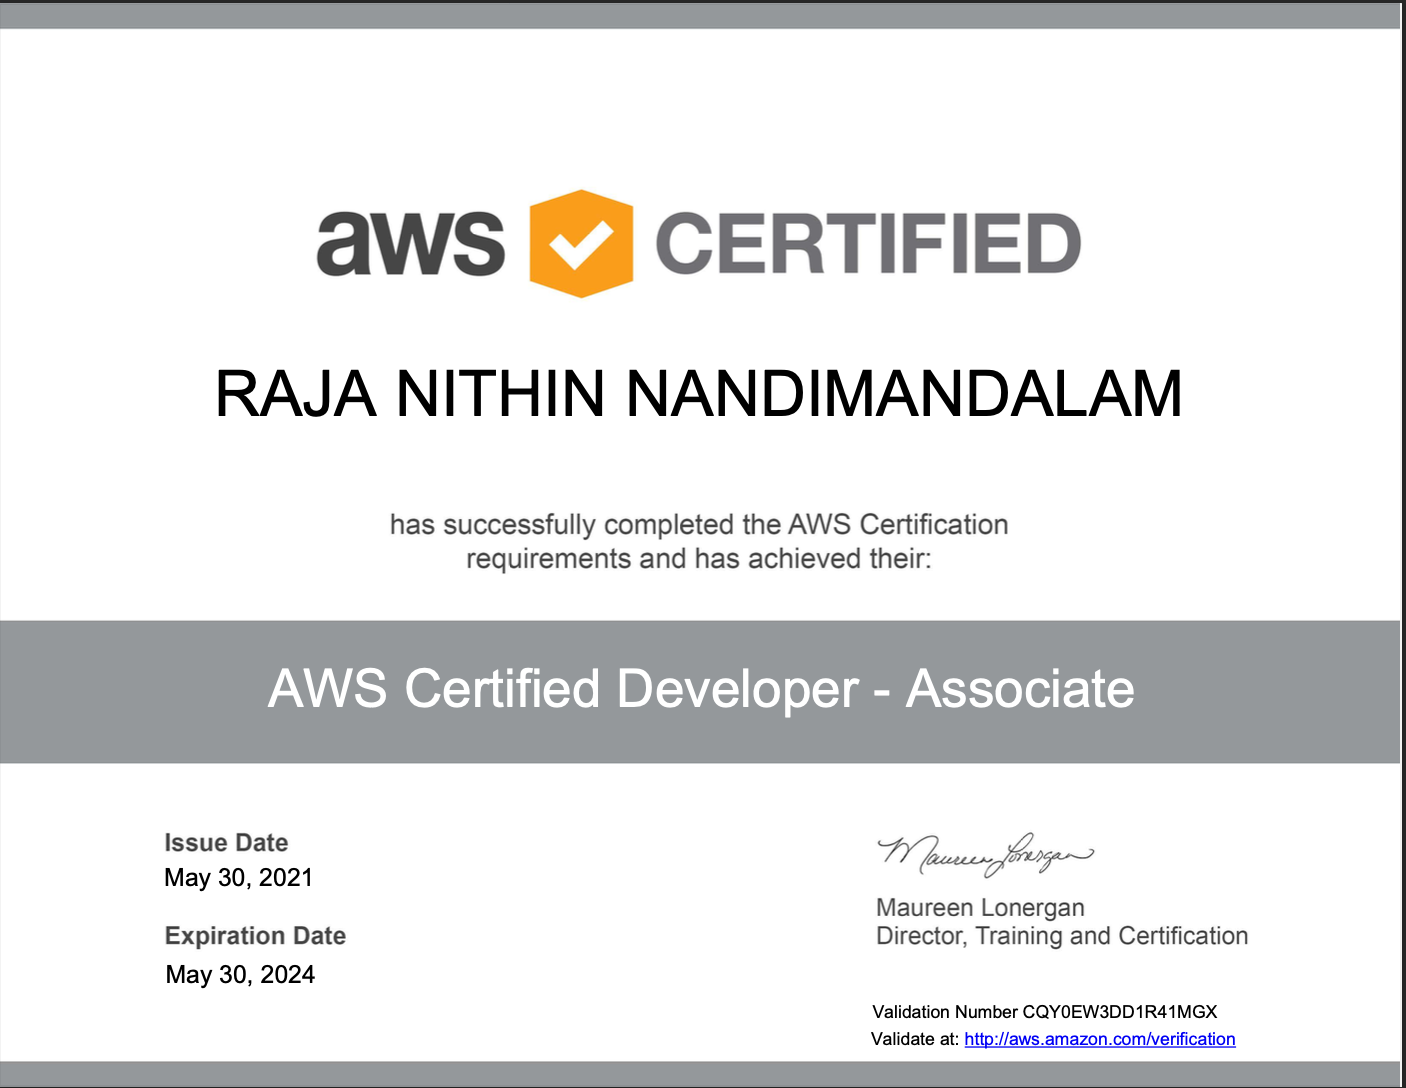 aws CERTIFIED
RAJA NITHIN NANDIMANDALAM
has successfully completed the AWS Certification
requirements and has achieved their:
AWS Certified Developer - Associate
Issue Date
May 30, 2021
Expiration Date
May 30, 2024
Maureen Lonergan
Maureen Lonergan
Director, Training and Certification
Validation Number CQY0EW3DD1R41MGX
Validate at: http://aws.amazon.com/verification